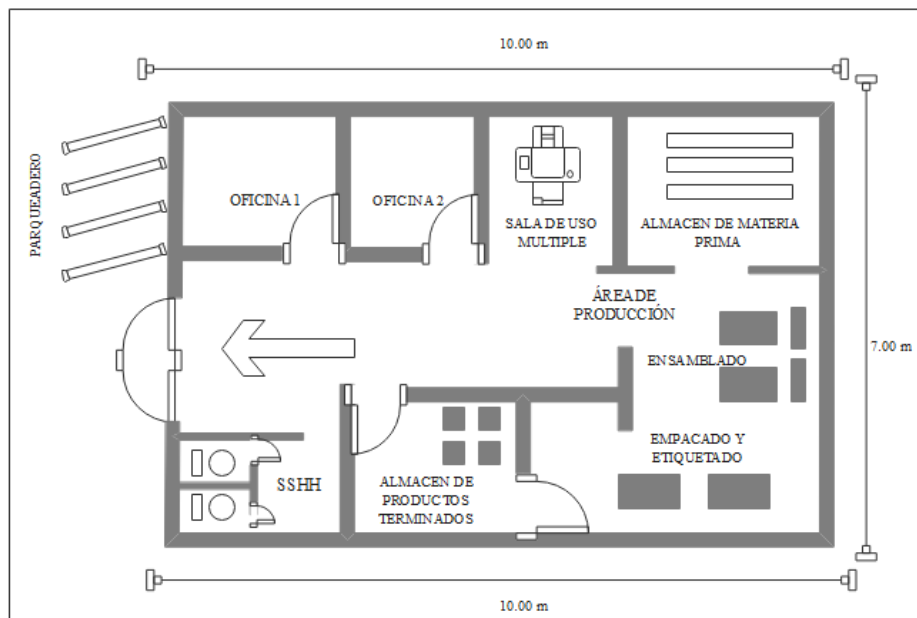 10.00 m
PARQUEADERO
OFICINA 1
OFICINA 2
SALA DE USO
MULTIPLE
ALMACEN DE MATERIA
PRIMA
ÁREA DE
PRODUCCIÓN
7.00 m
ENSAMBLADO
EMPACADO Y
ETIQUETADO
SSHH
ALMACEN DE
PRODUCTOS
TERMINADOS
10.00 m